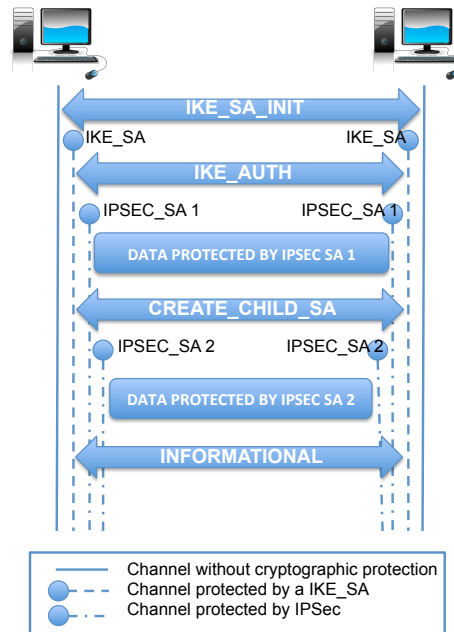 IKE_SA_INIT
IKE_SA IKE_SA
IKE_AUTH
IPSEC_SA 1 IPSEC_SA 1
DATA PROTECTED BY IPSEC SA 1
CREATE_CHILD_SA
IPSEC_SA 2 IPSEC_SA 2
DATA PROTECTED BY IPSEC SA 2
INFORMATIONAL
Channel without cryptographic protection
Channel protected by a IKE_SA
Channel protected by IPSec